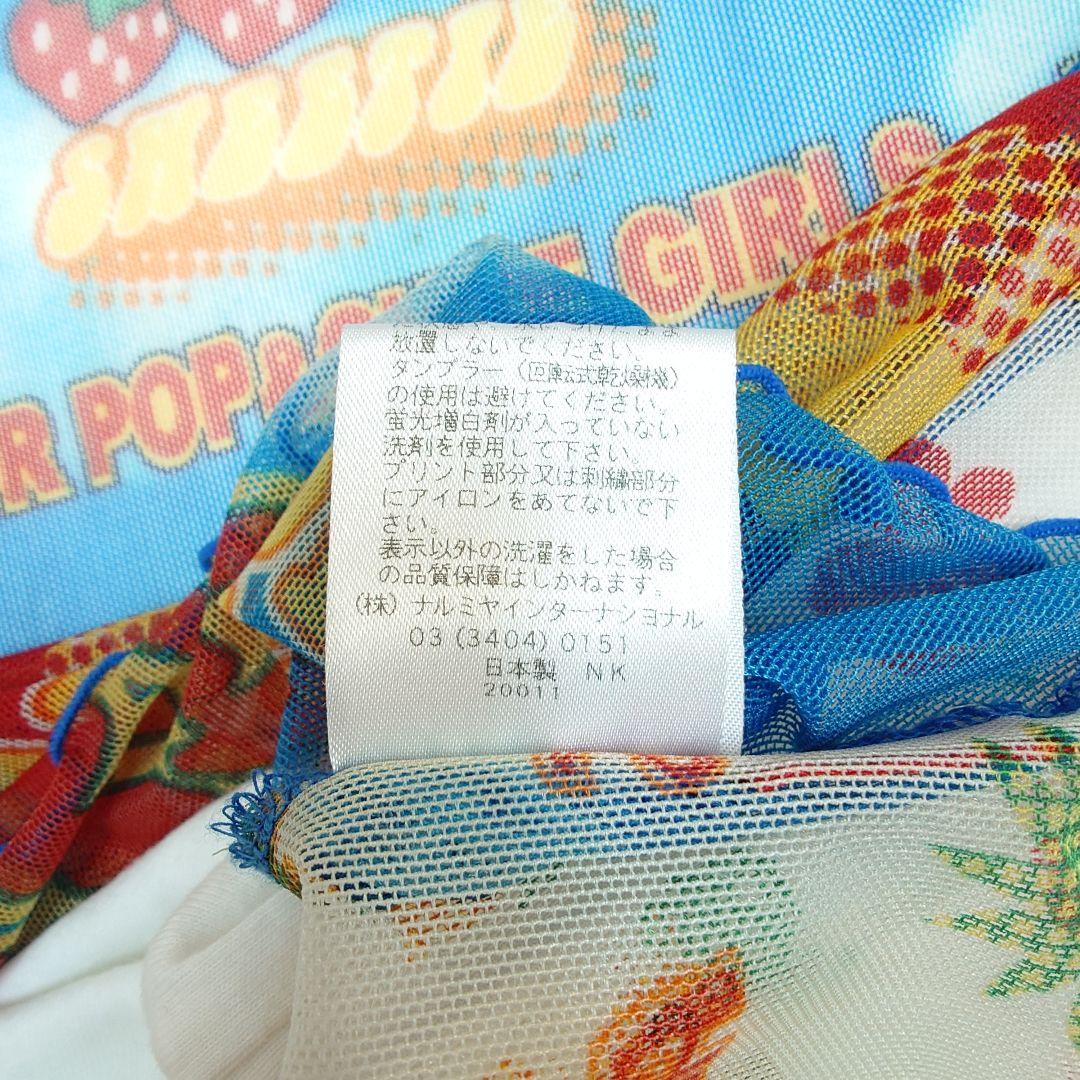 R POP
GIRLS
放置しないでください。
タンブラー（回転式乾燥機）
の使用は避けてください。
蛍光増白剤が入っていない
洗剤を使用して下さい。
プリント部分又は刺繍部分
にアイロンをあてないで下
さい。
表示以外の洗濯をした場合
の品質保障はしかねます。
（株）ナルミヤインターナショナル
03（3404）0151
日本製 NK
20011